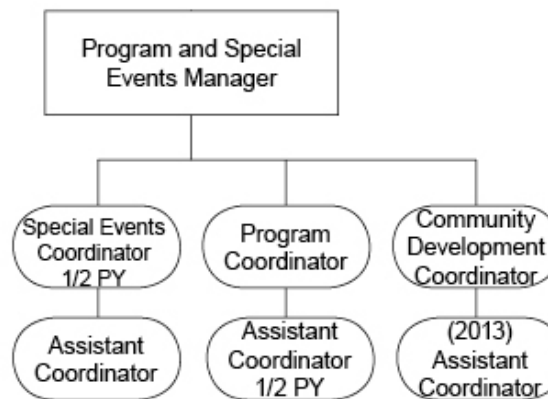 Program and Special
Events Manager
Special Events
Coordinator
1/2 PY
Program
Coordinator
Community
Development
Coordinator
Assistant
Coordinator
Assistant
Coordinator
1/2 PY
(2013)
Assistant
Coordinator